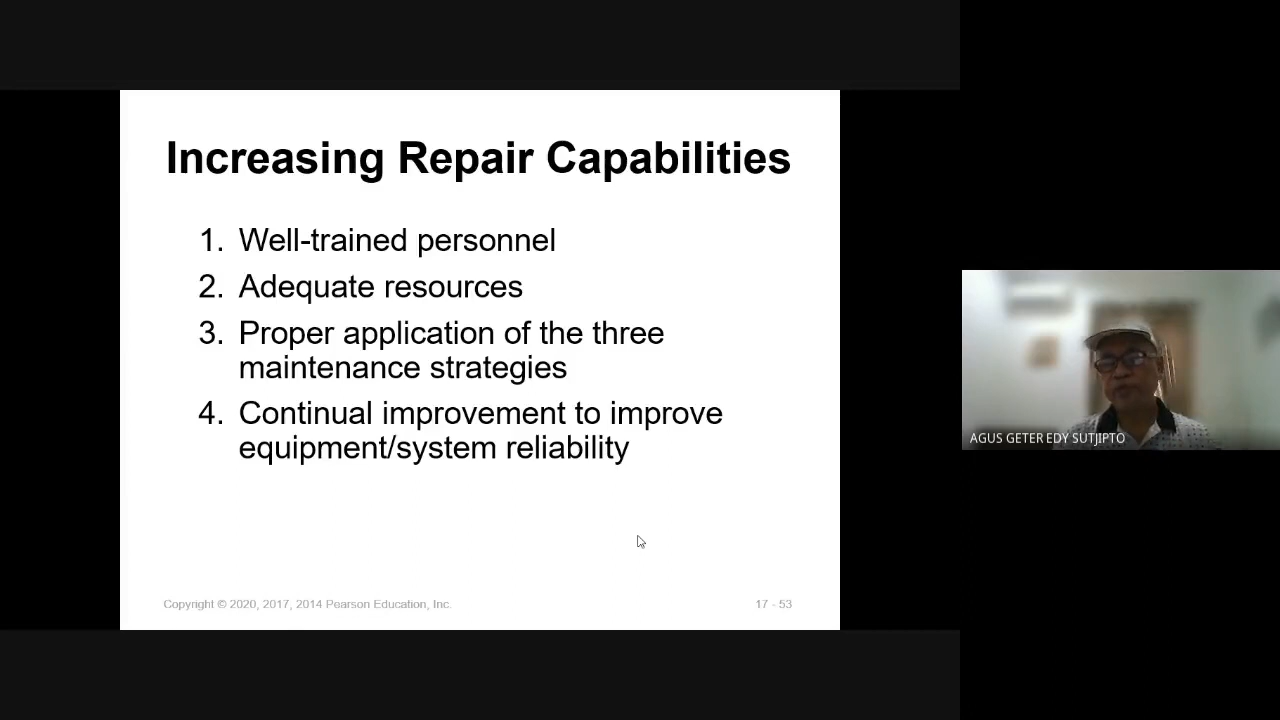 Increasing Repair Capabilities
1. Well-trained personnel
2. Adequate resources
3. Proper application of the three
maintenance strategies
4. Continual improvement to improve
equipment/system reliability
Copyright © 2020, 2017, 2014 Pearson Education, Inc.
17 - 53
AGUS GETER EDY SUTJIPTO